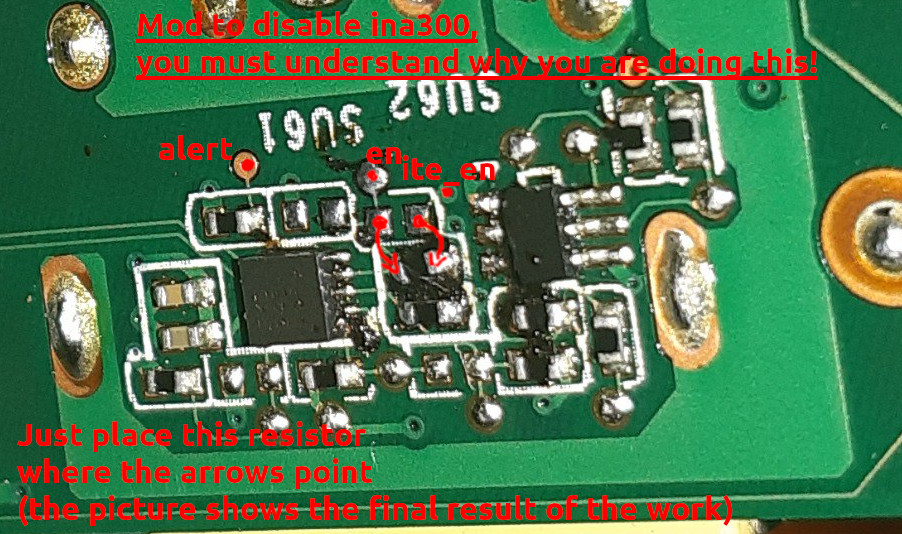 Mod to disable ina300,
you must understand why you are doing this!
SU62
SU61
alert
en
ite_en
Just place this resistor
where the arrows point
(the picture shows the final result of the work)